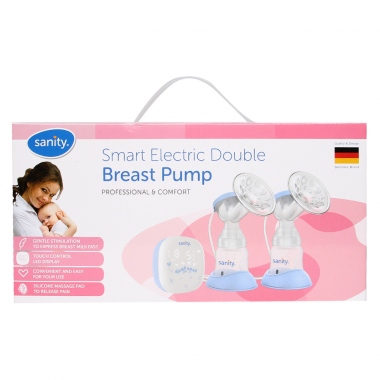 sanity.
Smart Electric Double
Breast Pump
PROFESSIONAL & COMFORT
GENTLE STIMULATION
TO EXPRESS BREAST MILK EASY
TOUCH CONTROL
LED DISPLAY
CONVENIENT AND EASY
FOR YOUR USE
SILICONE MASSAGE PAD
TO RELEASE PAIN
sanity.
sanity.
sanity.